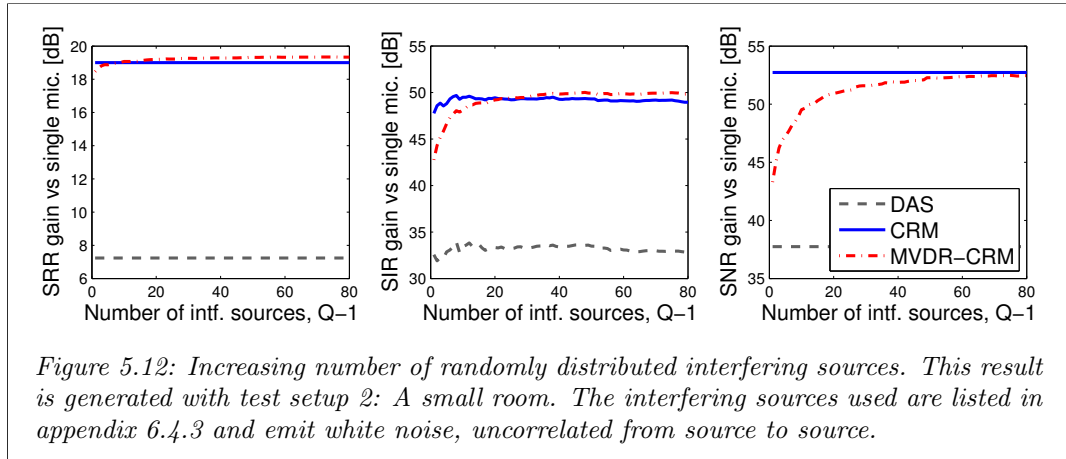 SRR gain vs single mic. [dB]
20
18
16
14
12
10
8
6
0 20 40 60 80
Number of intf. sources, Q−1
SIR gain vs single mic. [dB]
55
50
45
40
35
30
0 20 40 60 80
Number of intf. sources, Q−1
SNR gain vs single mic. [dB]
55
50
45
40
35
0 20 40 60 80
Number of intf. sources, Q−1
DAS
CRM
MVDR−CRM
Figure 5.12: Increasing number of randomly distributed interfering sources. This result
is generated with test setup 2: A small room. The interfering sources used are listed in
appendix 6.4.3 and emit white noise, uncorrelated from source to source.